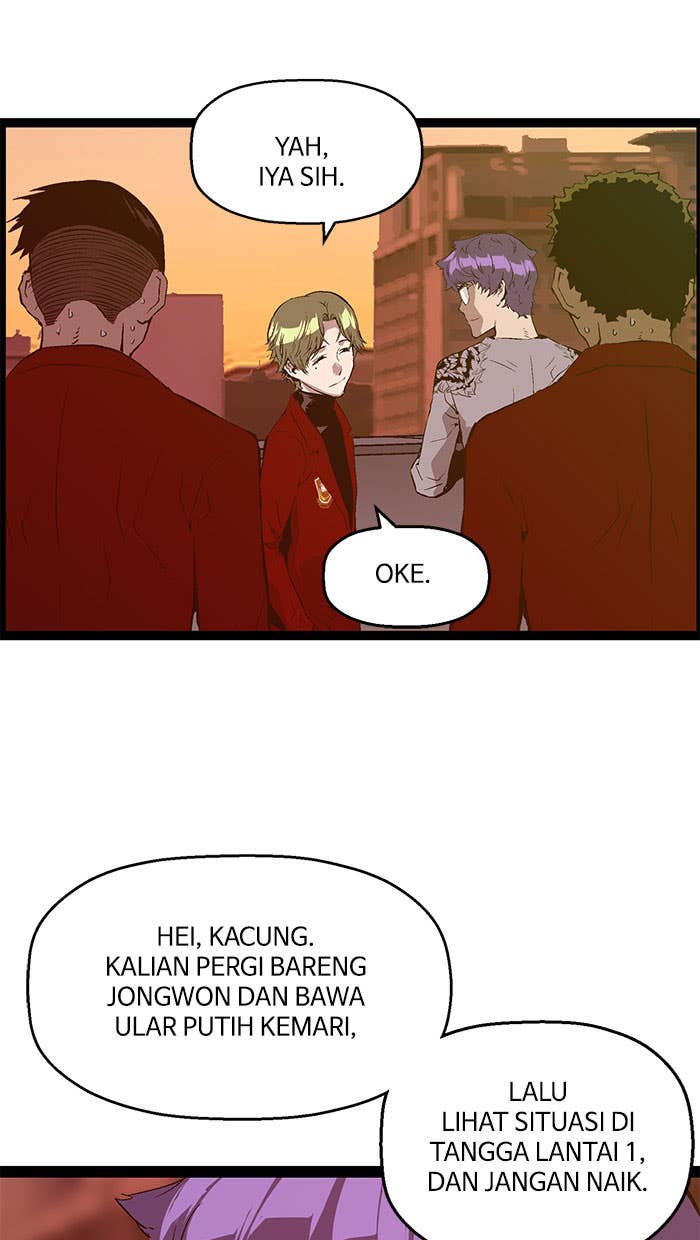 YAH,
IYA SIH.
OKE.
HEI, KACUNG.
KALIAN PERGI BARENG
JONGWON DAN BAWA
ULAR PUTIH KEMARI,
LALU
LIHAT SITUASI DI
TANGGA LANTAI 1,
DAN JANGAN NAIK.